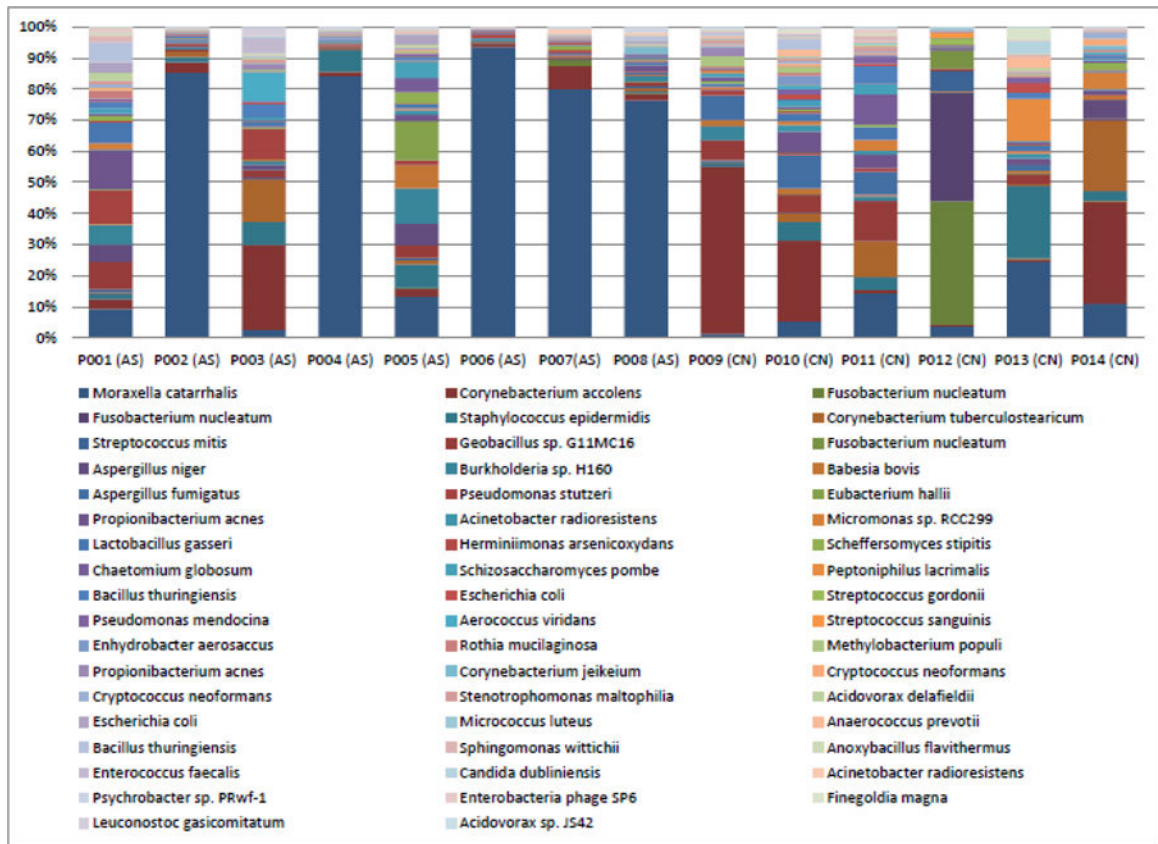 100%
90%
80%
70%
60%
50%
40%
30%
20%
10%
0%
P001 (AS) P002 (AS) P003 (AS) P004 (AS) P005 (AS) P006 (AS) P007(AS) P008 (AS) P009 (CN) P010 (CN) P011 (CN) P012 (CN) P013 (CN) P014 (CN)
Moraxella catarrhalis Corynebacterium accolens Fusobacterium nucleatum
Fusobacterium nucleatum Staphylococcus epidermidis Corynebacterium tuberculostearicum
Streptococcus mitis Geobacillus sp. G11MC16 Fusobacterium nucleatum
Aspergillus niger Burkholderia sp. H160 Babesia bovis
Aspergillus fumigatus Pseudomonas stutzeri Eubacterium hallii
Propionibacterium acnes Acinetobacter radioresistens Micromonas sp. RCC299
Lactobacillus gasseri Herminiimonas arsenicoxydans Scheffersomyces stipitis
Chaetomium globosum Schizosaccharomyces pombe Peptoniphilus lacrimalis
Bacillus thuringiensis Escherichia coli Streptococcus gordonii
Pseudomonas mendocina Aerococcus viridans Streptococcus sanguinis
Enhydrobacter aerosaccus Rothia mucilaginosa Methylobacterium populi
Propionibacterium acnes Corynebacterium jeikeium Cryptococcus neoformans
Cryptococcus neoformans Stenotrophomonas maltophilia Acidovorax delafieldii
Escherichia coli Micrococcus luteus Anaerococcus prevotii
Bacillus thuringiensis Sphingomonas wittichii Anoxybacillus flavithermus
Enterococcus faecalis Candida dubliniensis Acinetobacter radioresistens
Psychrobacter sp. PRwf-1 Enterobacteria phage SP6 Finegoldia magna
Leuconostoc gasicomitatum Acidovorax sp. JS42